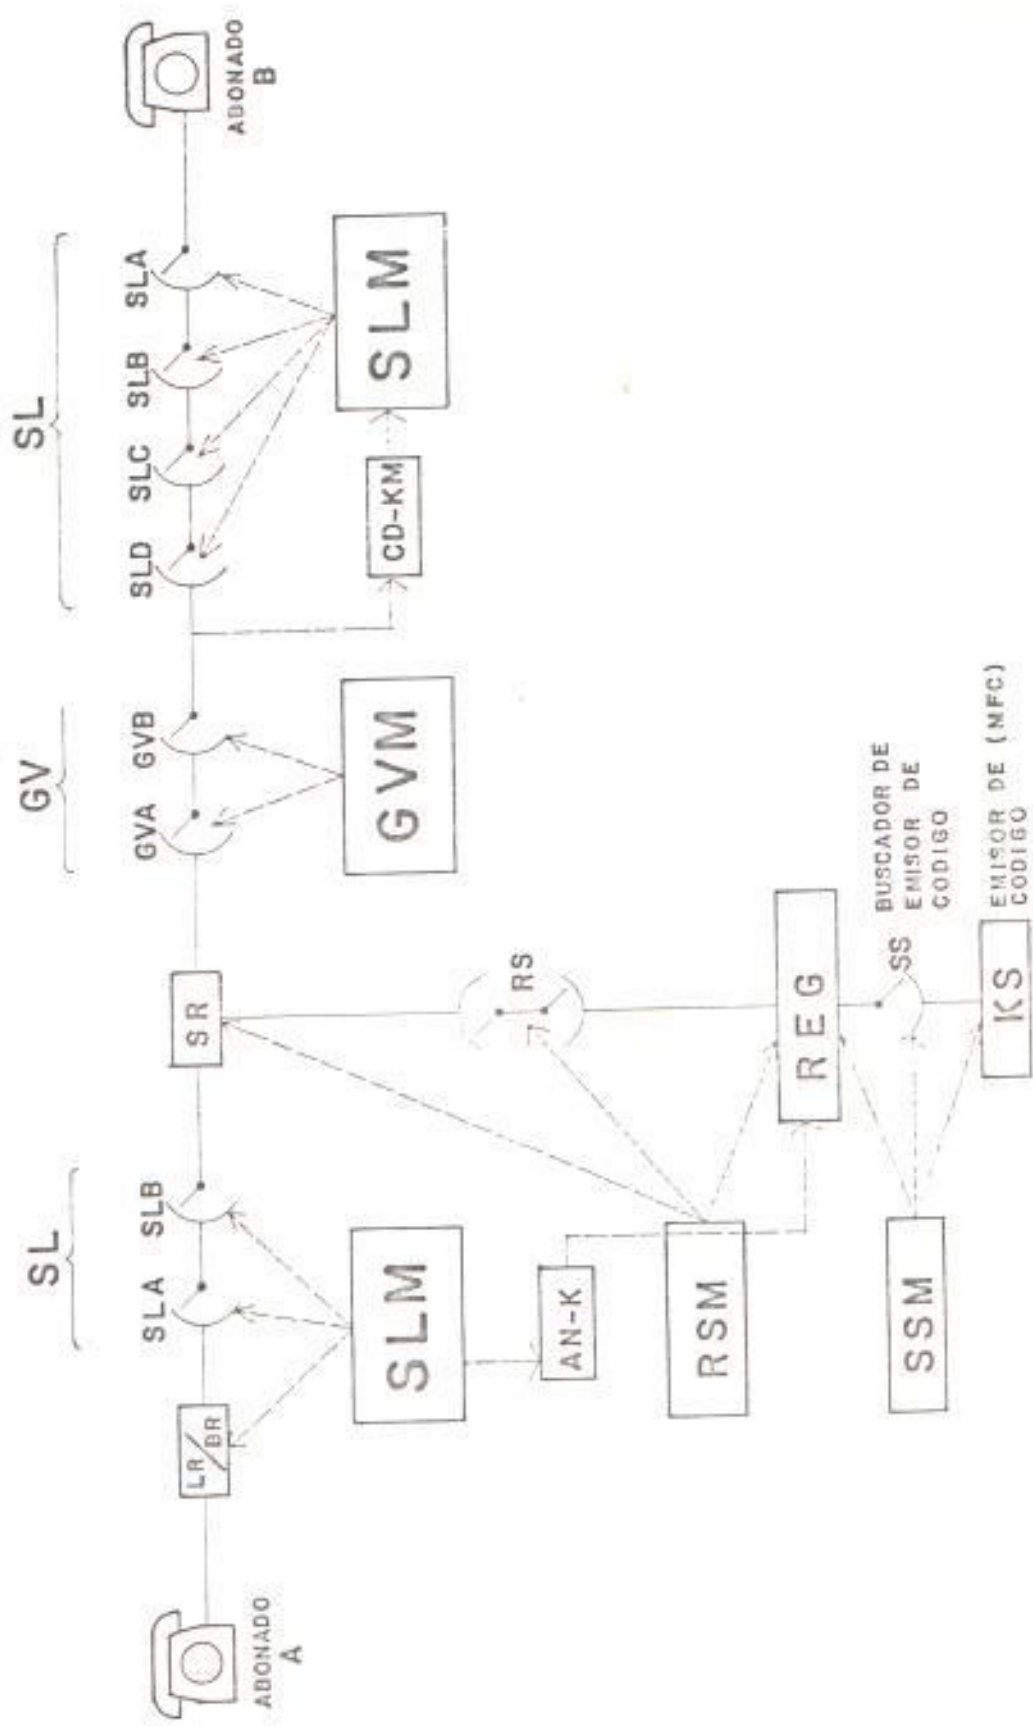 SL
GV
SL
SLA
SLB
GVA
GVB
SLD
SLC
SLB
SLA
LR/BR
SR
ABONADO
A
ABONADO
B
SLM
GVM
CD-KM
SLM
AN-K
RS
RSM
REG
SSM
SS
BUSCADOR DE
EMISOR DE
CODIGO
KS
EMISOR DE (MFC)
CODIGO